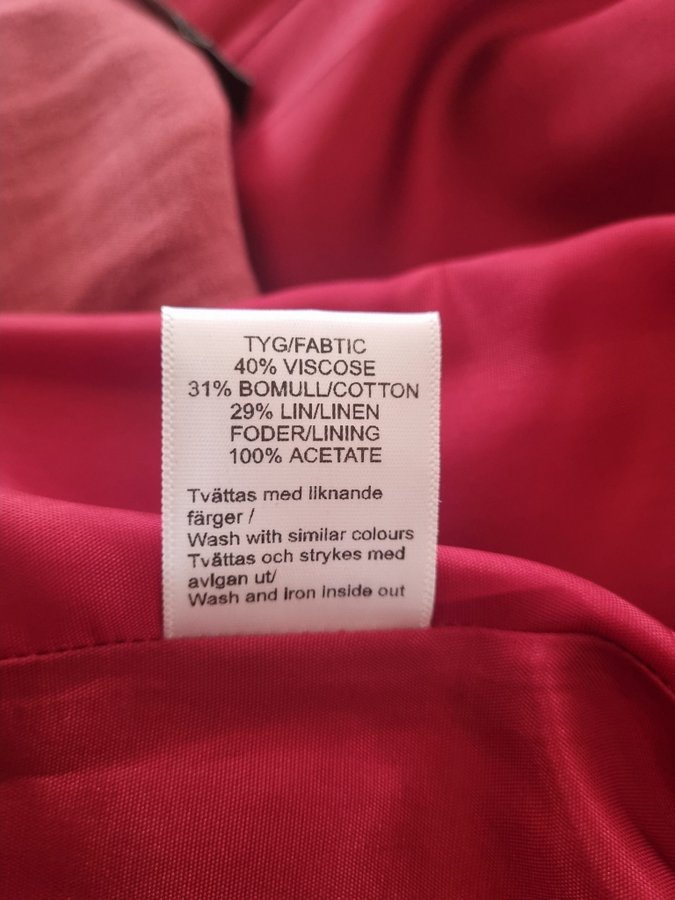 TYG/FABTIC
40% VISCOSE
31% BOMULL/COTTON
29% LIN/LINEN
FODER/LINING
100% ACETATE
Tvättas med liknande
färger /
Wash with similar colours
Tvättas och strykes med
avigan ut/
Wash and iron inside out